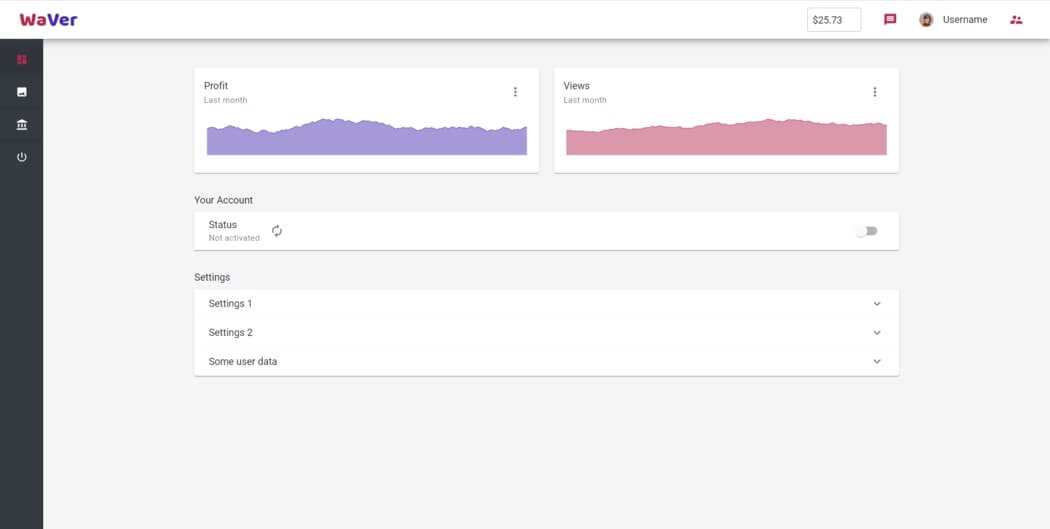 WaVer
$25.73
Username
Profit
Last month
Views
Last month
Your Account
Status
Not activated
Settings
Settings 1
Settings 2
Some user data